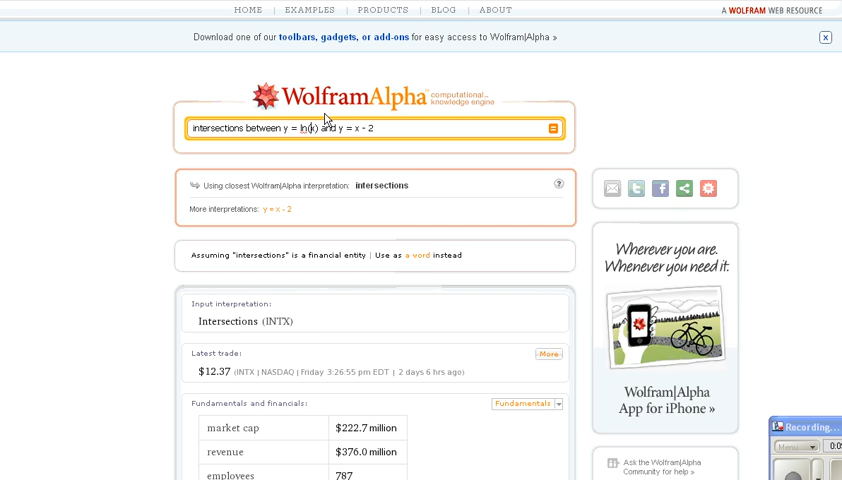 HOME | EXAMPLES | PRODUCTS | BLOG | ABOUT
A WOLFRAM WEB RESOURCE
Download one of our toolbars, gadgets, or add-ons for easy access to Wolfram|Alpha »
x
WolframAlpha computational... knowledge engine
intersections between y = ln(x) and y = x - 2
=
Using closest Wolfram|Alpha interpretation: intersections
?
More interpretations: y = x - 2
Assuming "intersections" is a financial entity | Use as a word instead
Input interpretation:
Intersections (INTX)
Latest trade:
More
$12.37 (INTX | NASDAQ | Friday 3:26:55 pm EDT | 2 days 6 hrs ago)
Fundamentals and financials:
Fundamentals
market cap $222.7 million
revenue $376.0 million
employees 787
t f
Wherever you are.
Whenever you need it.
Wolfram|Alpha
App for iPhone »
Recording...
Menu
Ask the Wolfram|Alpha
Community for help »